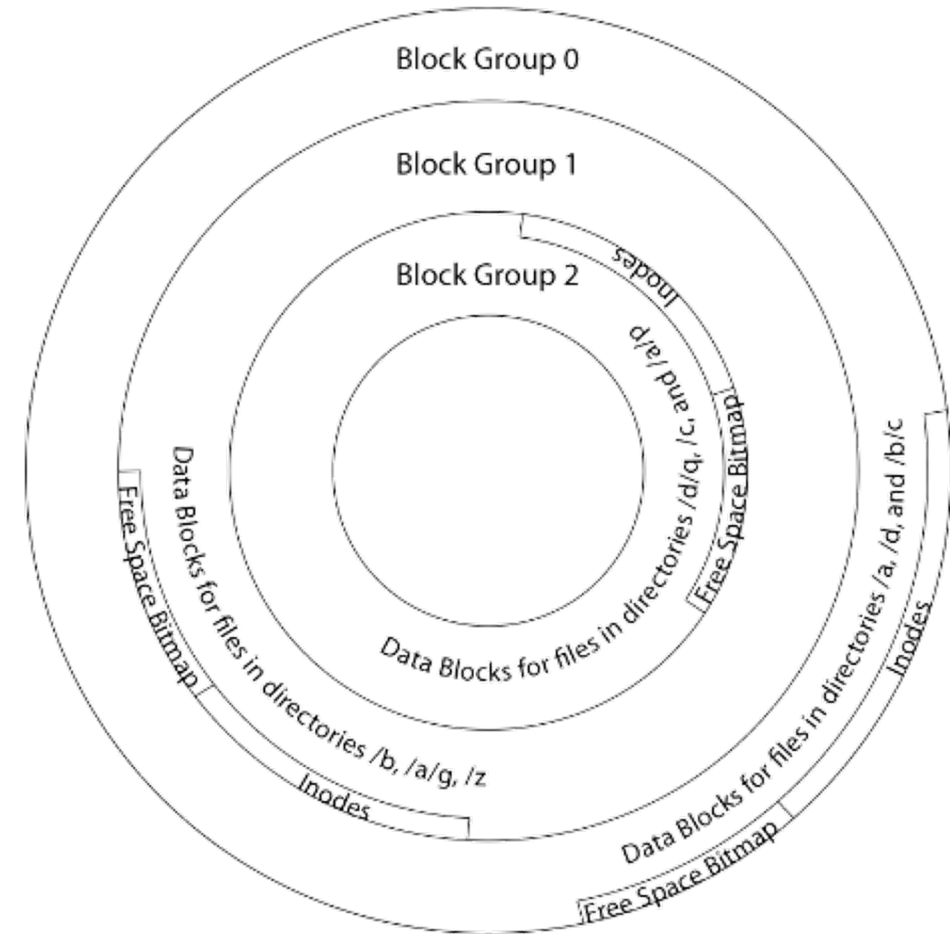 Block Group 0
Block Group 1
Block Group 2
Inodes
Free Space Bitmap
Data Blocks for files in directories /d/q, /c, and /a/p
Data Blocks for files in directories /b, /a/g, /z
Free Space Bitmap
Inodes
Data Blocks for files in directories /a, /d, and /b/c
Inodes
Free Space Bitmap